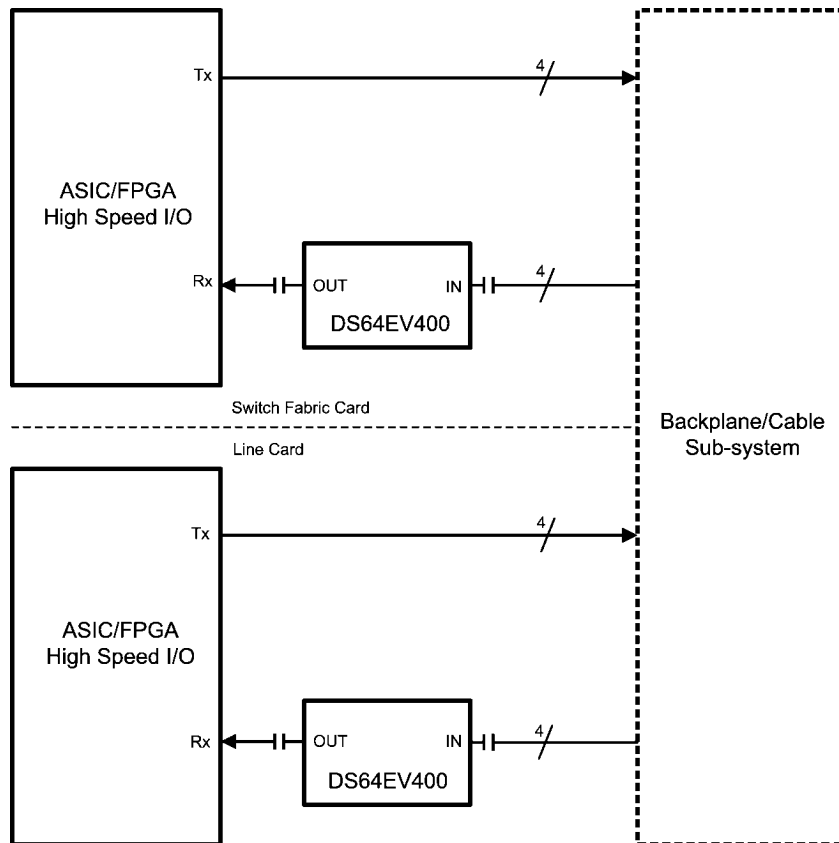 Tx
4
ASIC/FPGA
High Speed I/O
4
Rx
OUT
IN
DS64EV400
Switch Fabric Card
Backplane/Cable
Sub-system
Line Card
4
Tx
ASIC/FPGA
High Speed I/O
4
Rx
OUT
IN
DS64EV400